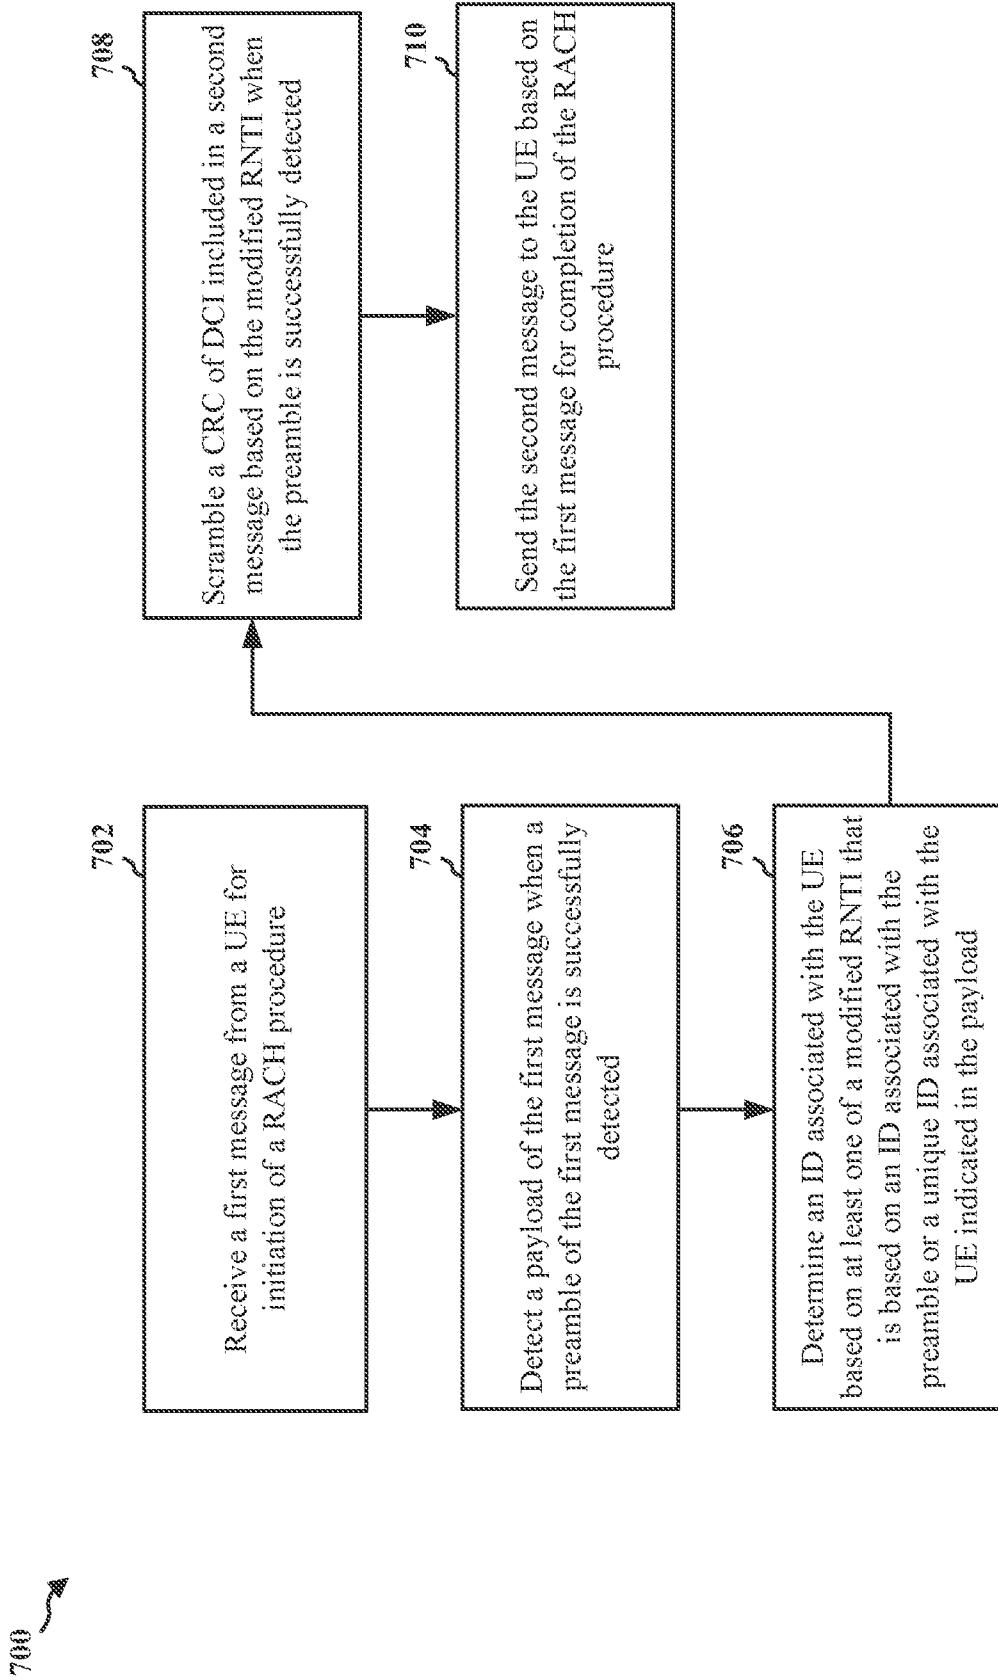 700
702
Receive a first message from a UE for
initiation of a RACH procedure
704
Detect a payload of the first message when a
preamble of the first message is successfully
detected
706
Determine an ID associated with the UE
based on at least one of a modified RNTI that
is based on an ID associated with the
preamble or a unique ID associated with the
UE indicated in the payload
708
Scramble a CRC of DCI included in a second
message based on the modified RNTI when
the preamble is successfully detected
710
Send the second message to the UE based on
the first message for completion of the RACH
procedure